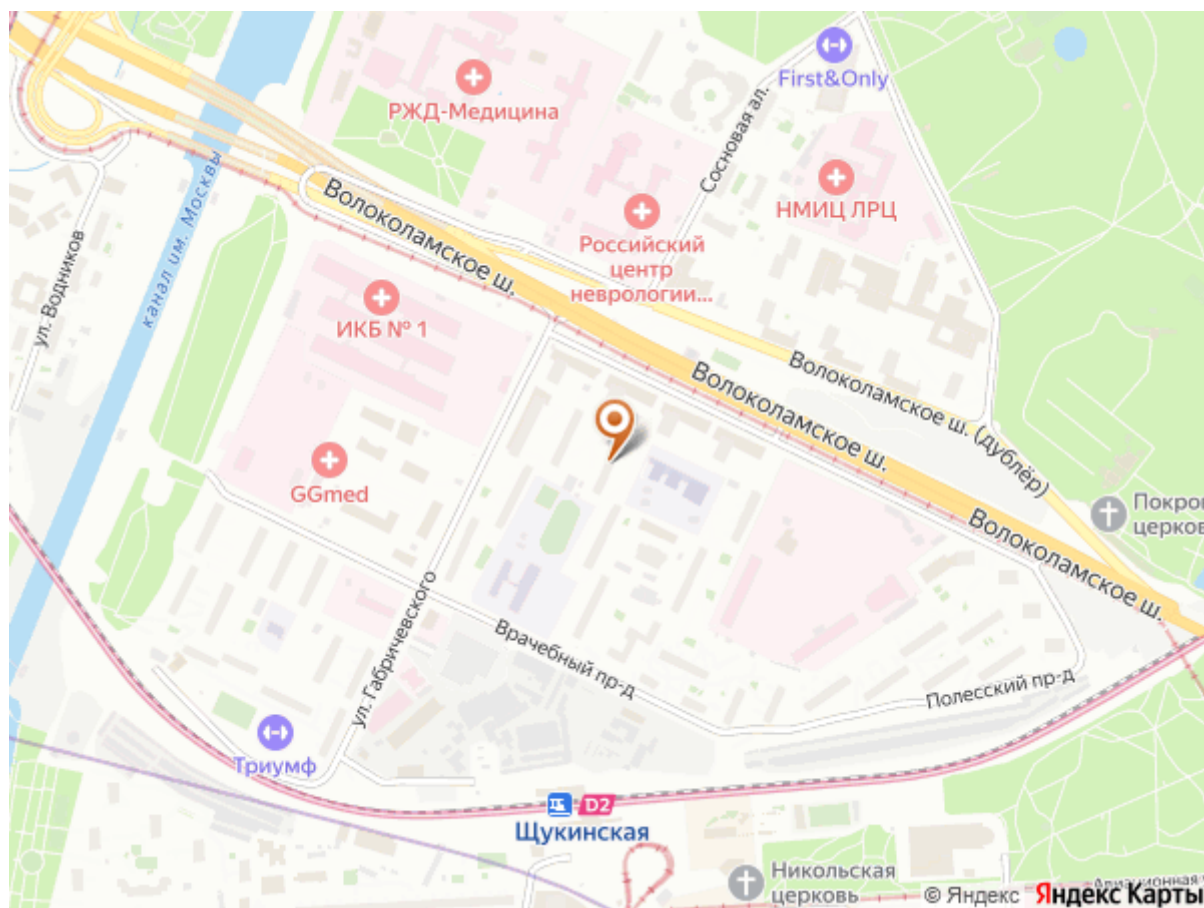 First&Only
РЖД-Медицина
Сосновая ал.
НМИЦ ЛРЦ
канал им. Москвы
Волоколамское ш.
Российский
центр
неврологии...
ул. Водников
ИКБ № 1
Волоколамское ш.
Волоколамское ш. (дублёр)
GGmed
Покров
церковь
Волоколамское ш.
ул. Габричевского
Врачебный пр-д
Полесский пр-д
Триумф
D2
Щукинская
Никольская
церковь
Авиационная
© Яндекс Яндекс Карты